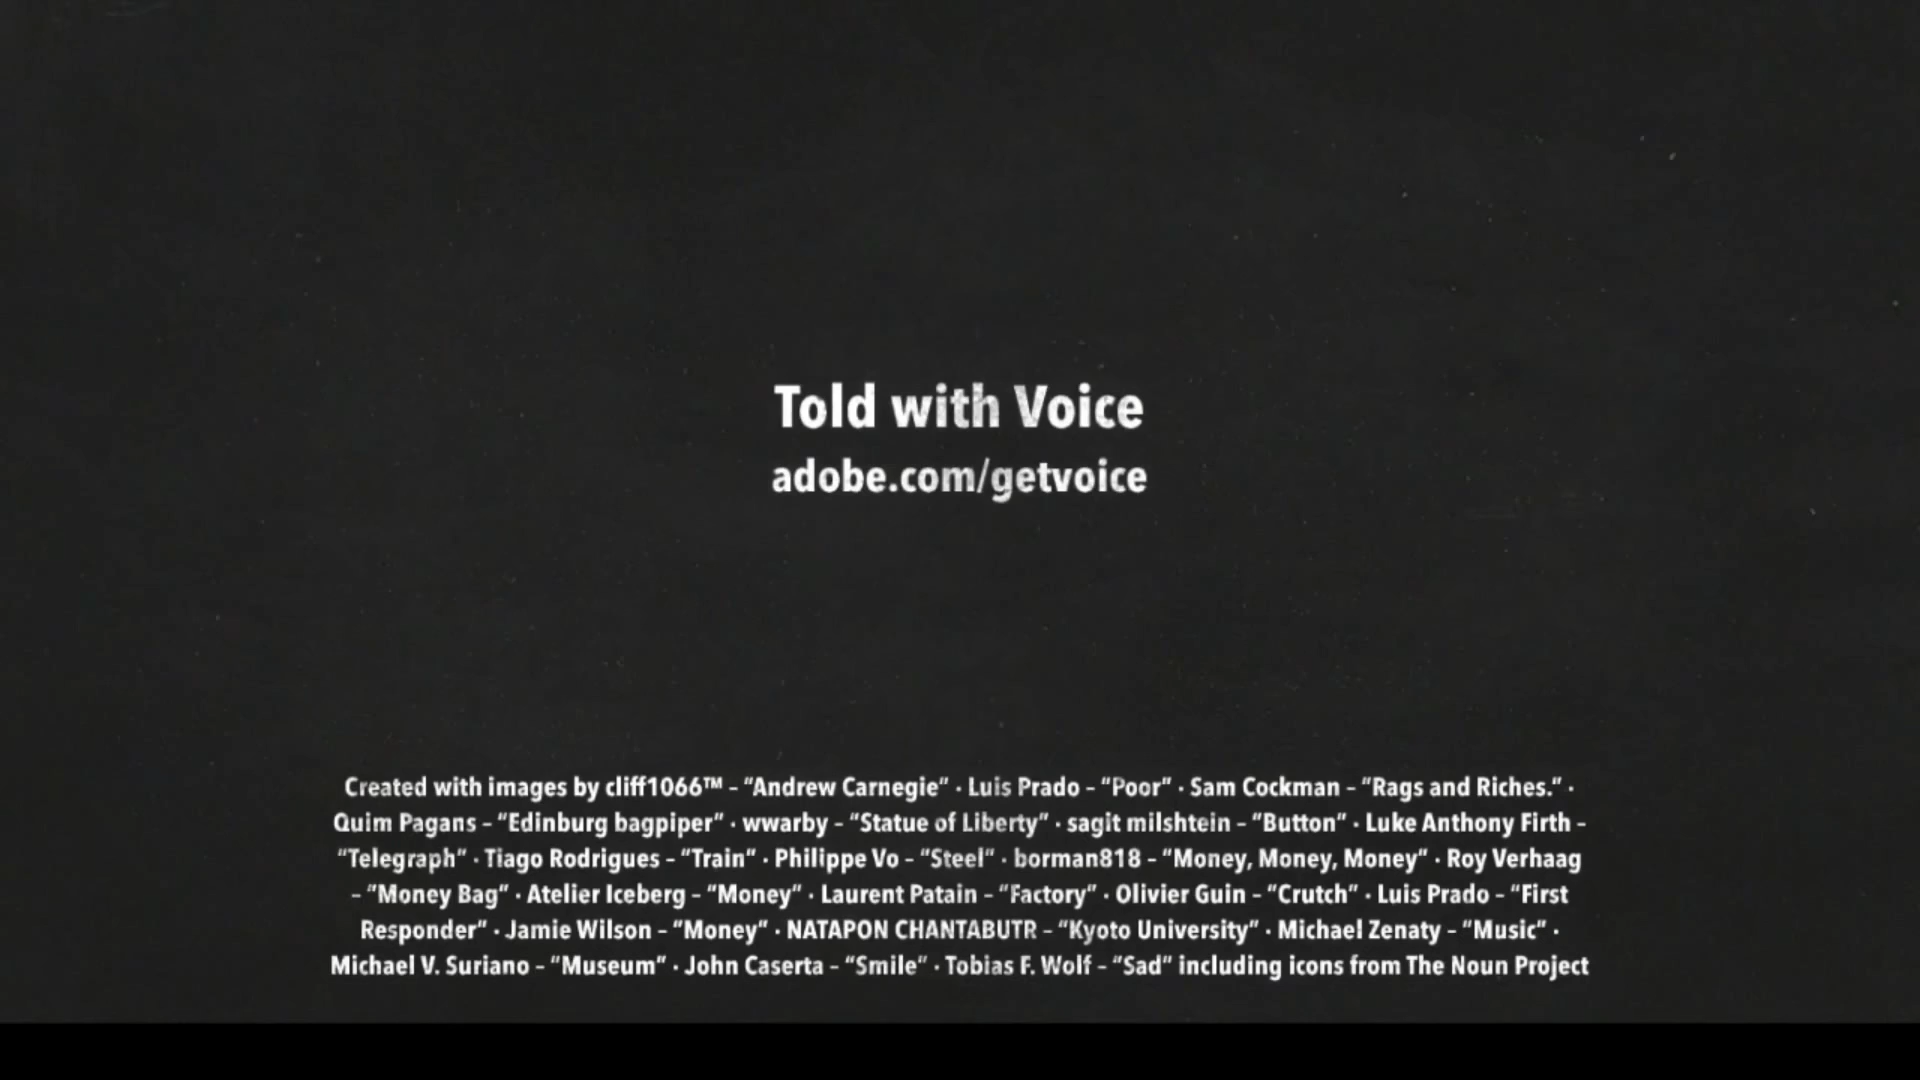 Told with Voice
adobe.com/getvoice
Created with images by cliff1066™ - "Andrew Carnegie" · Luis Prado - "Poor" · Sam Cockman - "Rags and Riches." ·
Quim Pagans - "Edinburg bagpiper" · wwarby - "Statue of Liberty" · sagit milshtein - "Button" · Luke Anthony Firth -
"Telegraph" · Tiago Rodrigues - "Train" · Philippe Vo - "Steel" · borman818 - "Money, Money, Money" · Roy Verhaag
- "Money Bag" · Atelier Iceberg - "Money" · Laurent Patain - "Factory" · Olivier Guin - "Crutch" · Luis Prado - "First
Responder" · Jamie Wilson - "Money" · NATAPON CHANTABUTR - "Kyoto University" · Michael Zenaty - "Music" ·
Michael V. Suriano - "Museum" · John Caserta - "Smile" · Tobias F. Wolf - "Sad" including icons from The Noun Project